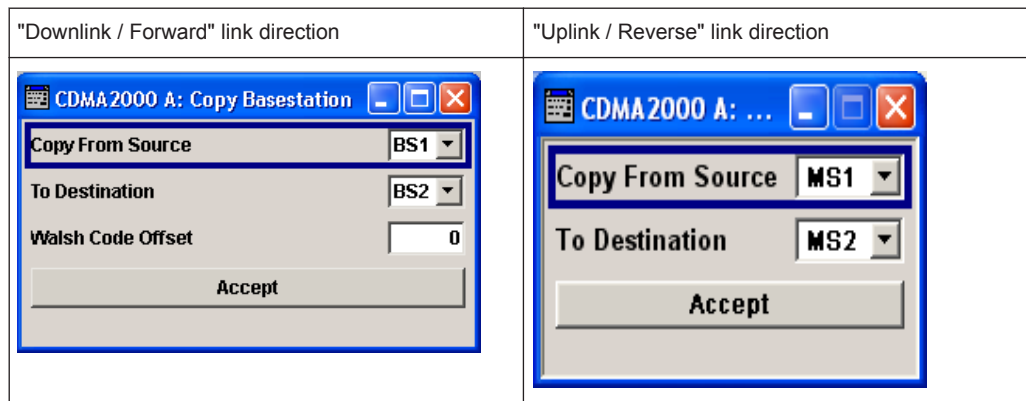 "Downlink / Forward" link direction
"Uplink / Reverse" link direction
CDMA2000 A: Copy Basestation
Copy From Source BS1
To Destination BS2
Walsh Code Offset 0
Accept
CDMA2000 A: ...
Copy From Source MS1
To Destination MS2
Accept